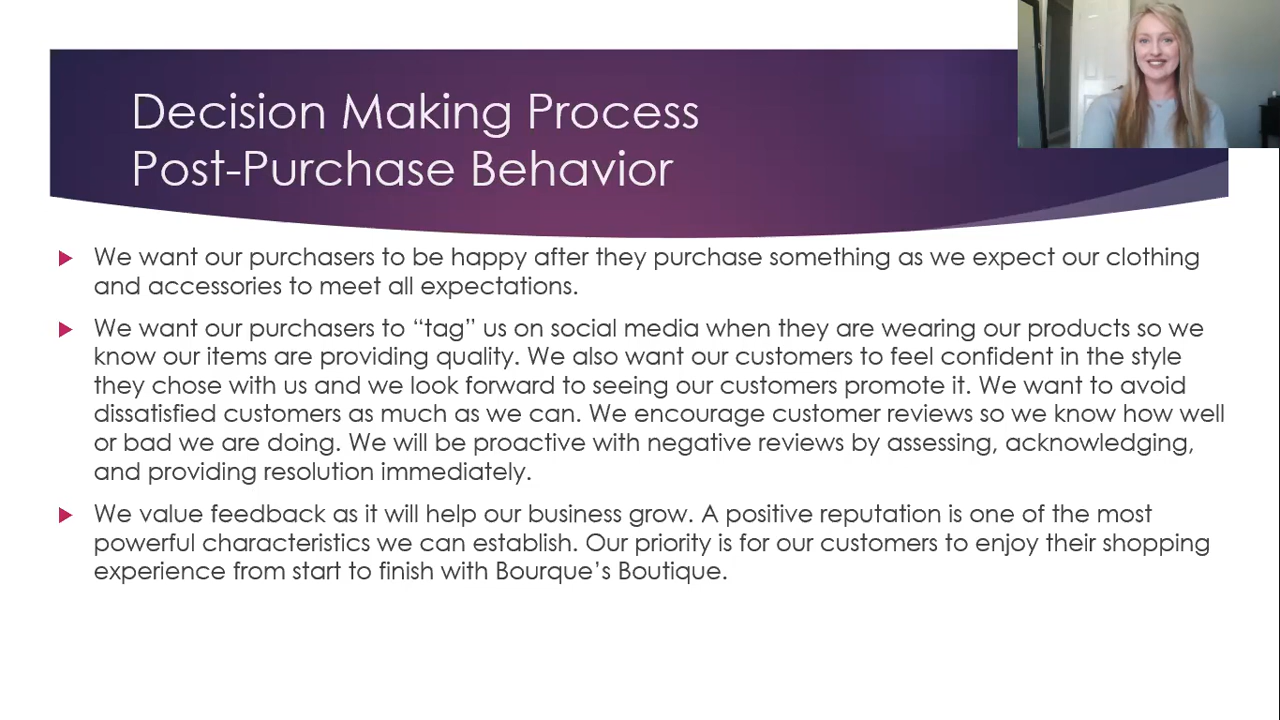 Decision Making Process
Post-Purchase Behavior
We want our purchasers to be happy after they purchase something as we expect our clothing
and accessories to meet all expectations.
We want our purchasers to “tag” us on social media when they are wearing our products so we
know our items are providing quality. We also want our customers to feel confident in the style
they chose with us and we look forward to seeing our customers promote it. We want to avoid
dissatisfied customers as much as we can. We encourage customer reviews so we know how well
or bad we are doing. We will be proactive with negative reviews by assessing, acknowledging,
and providing resolution immediately.
We value feedback as it will help our business grow. A positive reputation is one of the most
powerful characteristics we can establish. Our priority is for our customers to enjoy their shopping
experience from start to finish with Bourque’s Boutique.